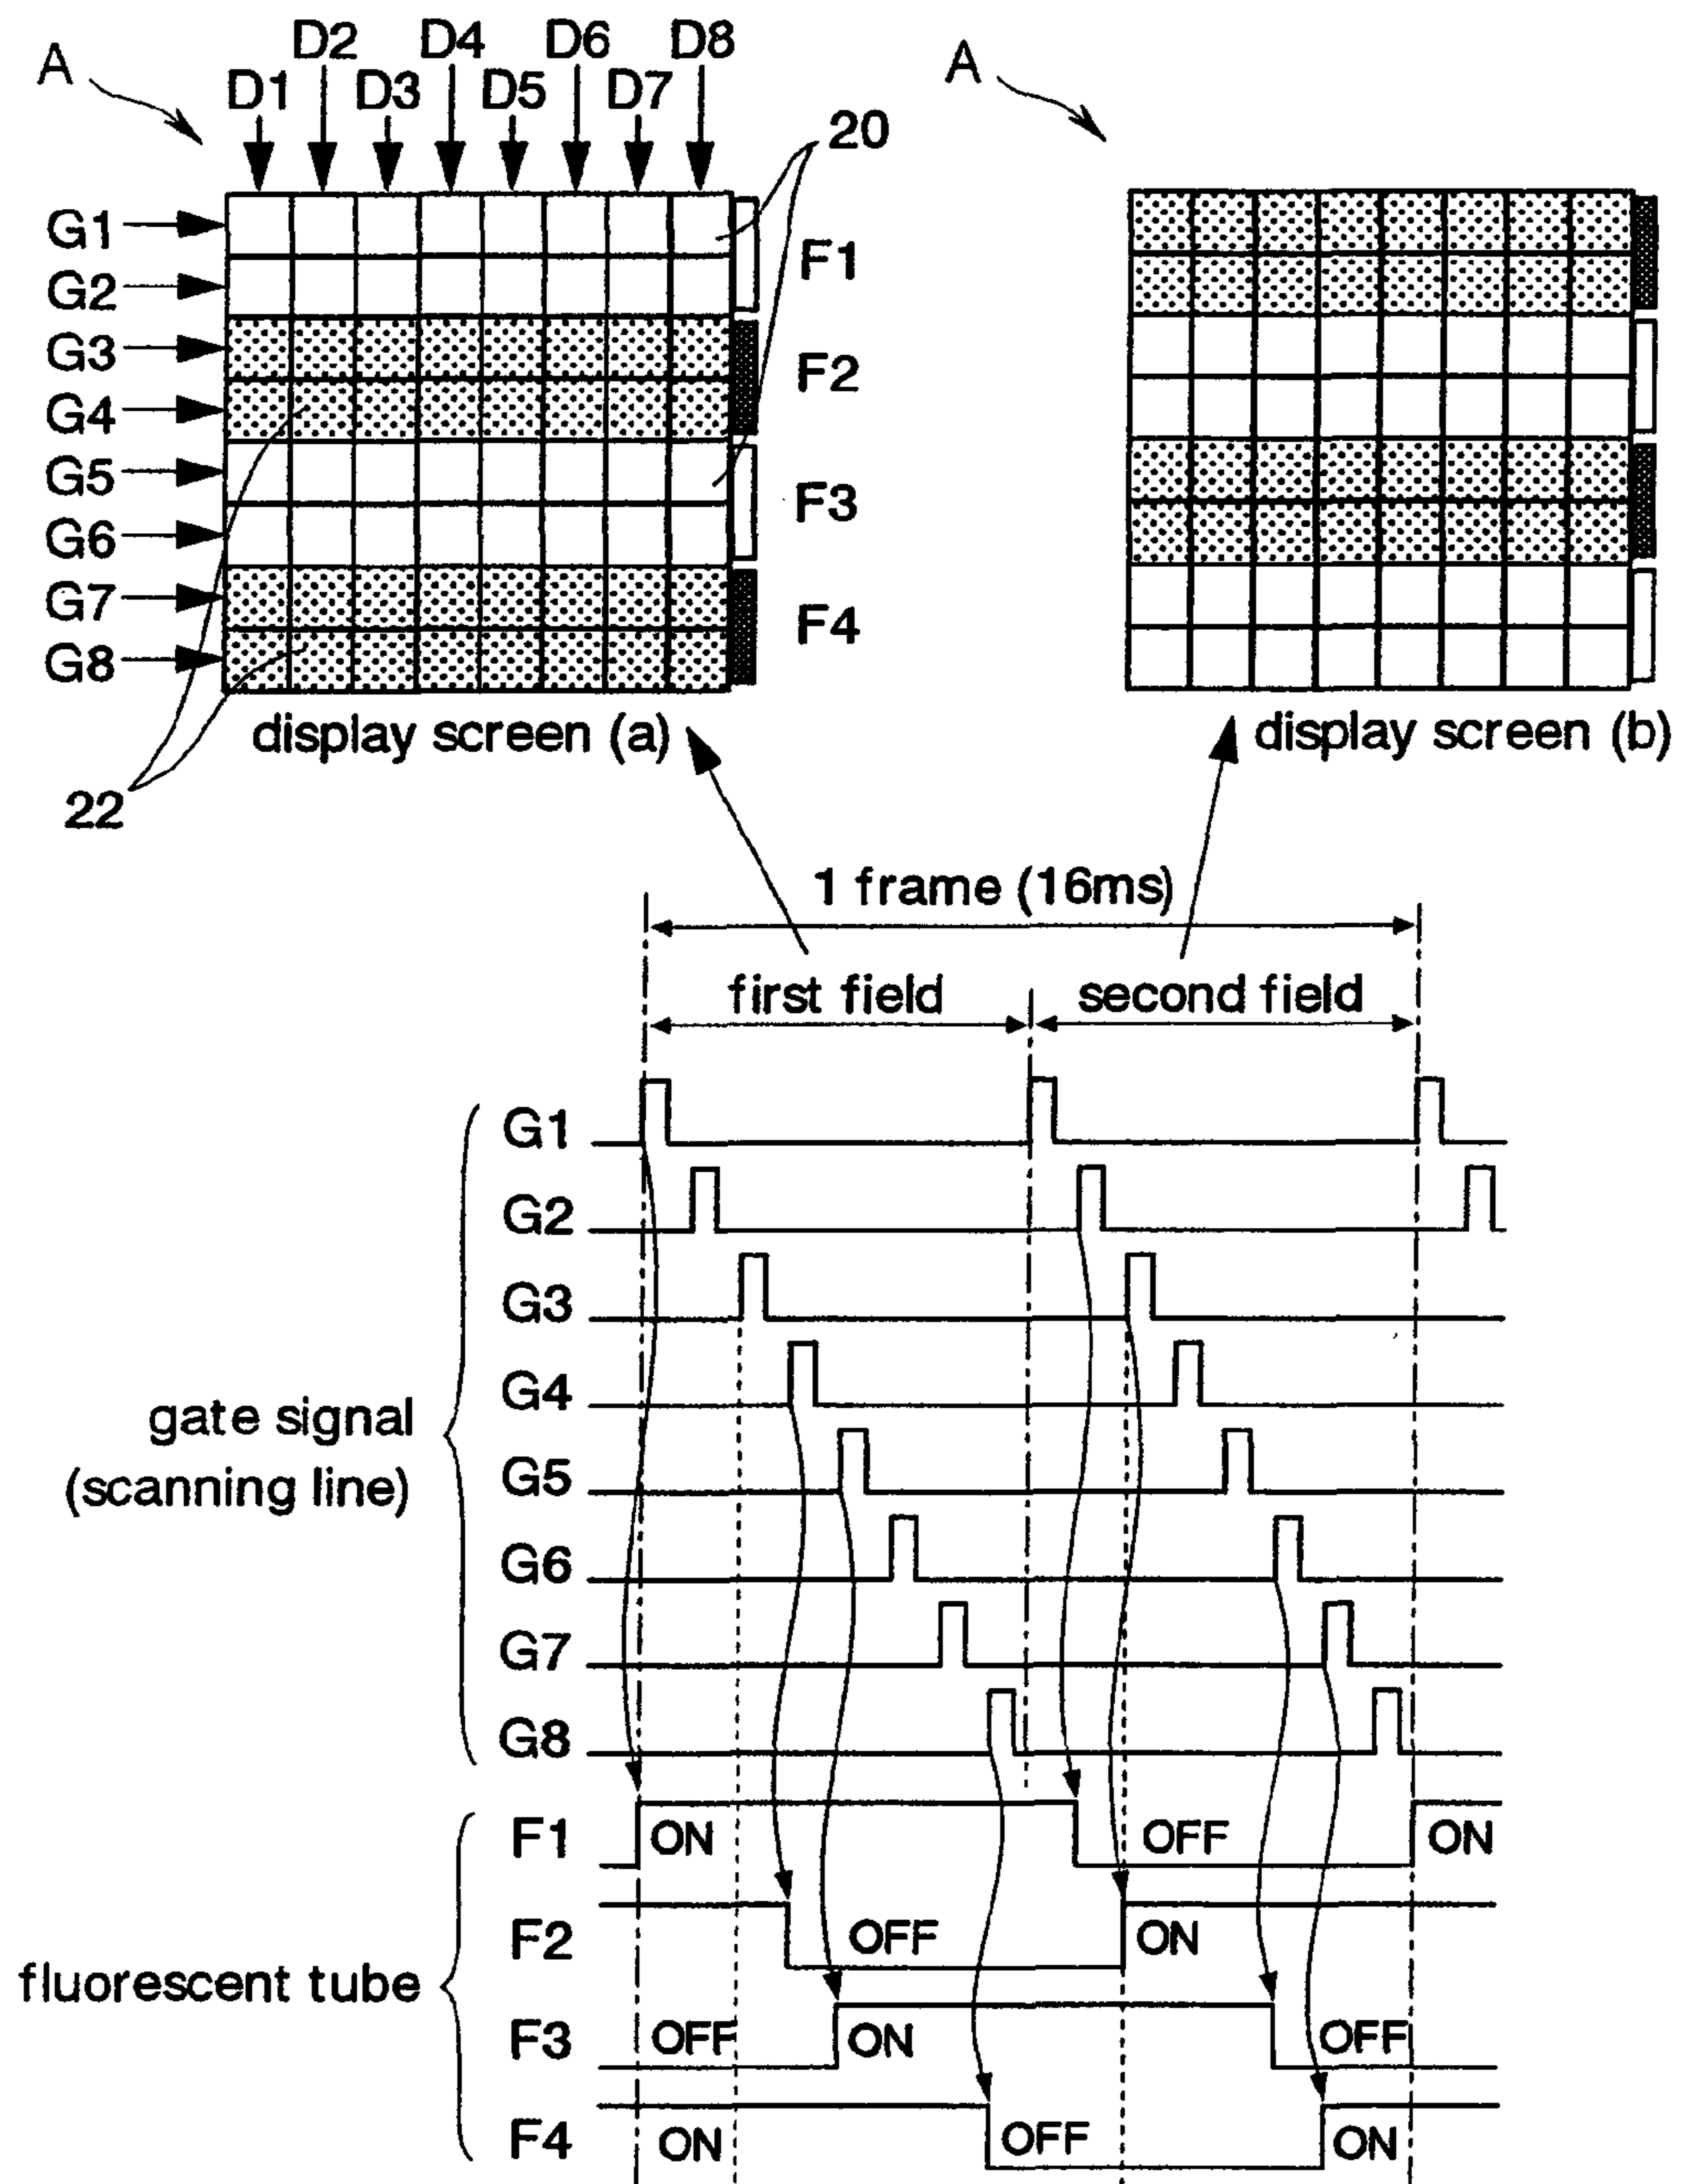 A
D2 D4 D6 D8
D1 D3 D5 D7
A
20
G1
G2
G3
G4
G5
G6
G7
G8
F1
F2
F3
F4
22
display screen (a)
display screen (b)
1 frame (16ms)
first field
second field
gate signal
(scanning line)
G1
G2
G3
G4
G5
G6
G7
G8
fluorescent tube
F1 ON OFF ON
F2 OFF ON
F3 OFF ON OFF
F4 ON OFF ON